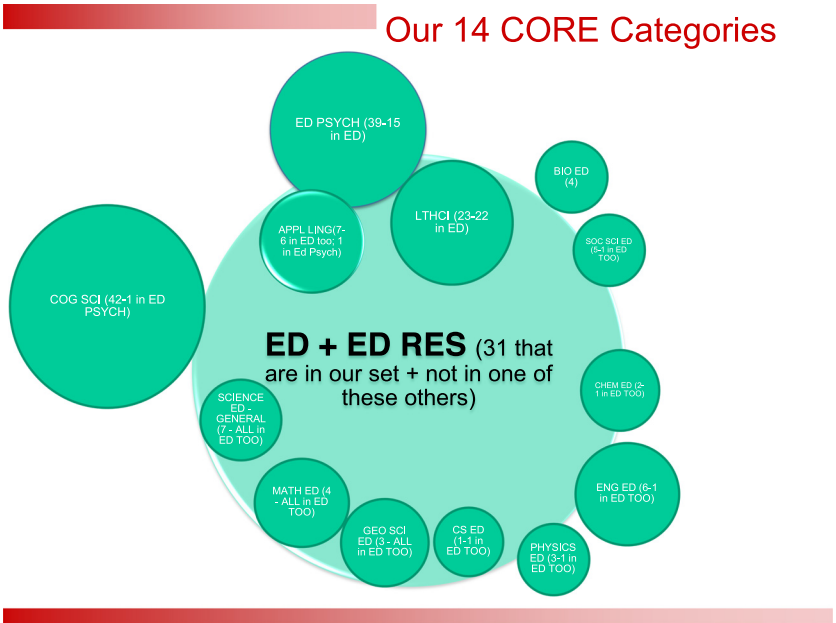 Our 14 CORE Categories
ED PSYCH (39-15
in ED)
BIO ED
(4)
APPL LING(7-
6 in ED too; 1
in Ed Psych)
LTHCI (23-22
in ED)
SOC SCI ED
(5-1 in ED
TOO)
COG SCI (42-1 in ED
PSYCH)
ED + ED RES (31 that
are in our set + not in one of
these others)
CHEM ED (2-
1 in ED TOO)
SCIENCE
ED -
GENERAL
(7 - ALL in
ED TOO)
ENG ED (6-1
in ED TOO)
MATH ED (4
- ALL in ED
TOO)
GEO SCI
ED (3 - ALL
in ED TOO)
CS ED
(1-1 in
ED TOO)
PHYSICS
ED (3-1 in
ED TOO)